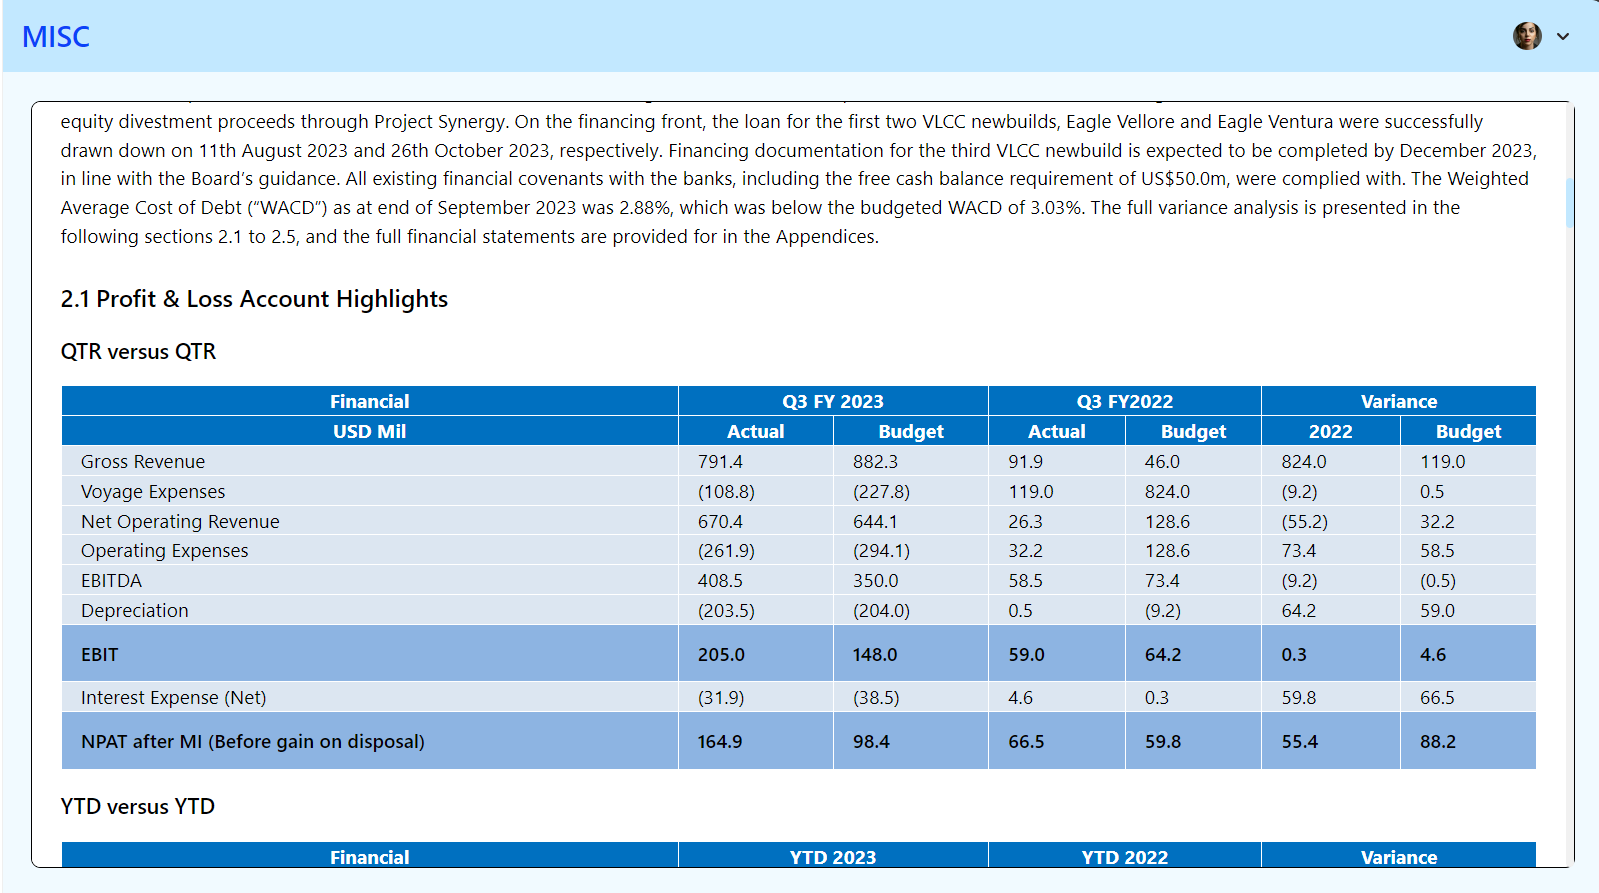 MISC
equity divestment proceeds through Project Synergy. On the financing front, the loan for the first two VLCC newbuilds, Eagle Vellore and Eagle Ventura were successfully
drawn down on 11th August 2023 and 26th October 2023, respectively. Financing documentation for the third VLCC newbuild is expected to be completed by December 2023,
in line with the Board’s guidance. All existing financial covenants with the banks, including the free cash balance requirement of US$50.0m, were complied with. The Weighted
Average Cost of Debt (“WACD”) as at end of September 2023 was 2.88%, which was below the budgeted WACD of 3.03%. The full variance analysis is presented in the
following sections 2.1 to 2.5, and the full financial statements are provided for in the Appendices.
2.1 Profit & Loss Account Highlights
QTR versus QTR
Financial Q3 FY 2023 Q3 FY2022 Variance
USD Mil Actual Budget Actual Budget 2022 Budget
Gross Revenue 791.4 882.3 91.9 46.0 824.0 119.0
Voyage Expenses (108.8) (227.8) 119.0 824.0 (9.2) 0.5
Net Operating Revenue 670.4 644.1 26.3 128.6 (55.2) 32.2
Operating Expenses (261.9) (294.1) 32.2 128.6 73.4 58.5
EBITDA 408.5 350.0 58.5 73.4 (9.2) (0.5)
Depreciation (203.5) (204.0) 0.5 (9.2) 64.2 59.0
EBIT 205.0 148.0 59.0 64.2 0.3 4.6
Interest Expense (Net) (31.9) (38.5) 4.6 0.3 59.8 66.5
NPAT after MI (Before gain on disposal) 164.9 98.4 66.5 59.8 55.4 88.2
YTD versus YTD
Financial YTD 2023 YTD 2022 Variance